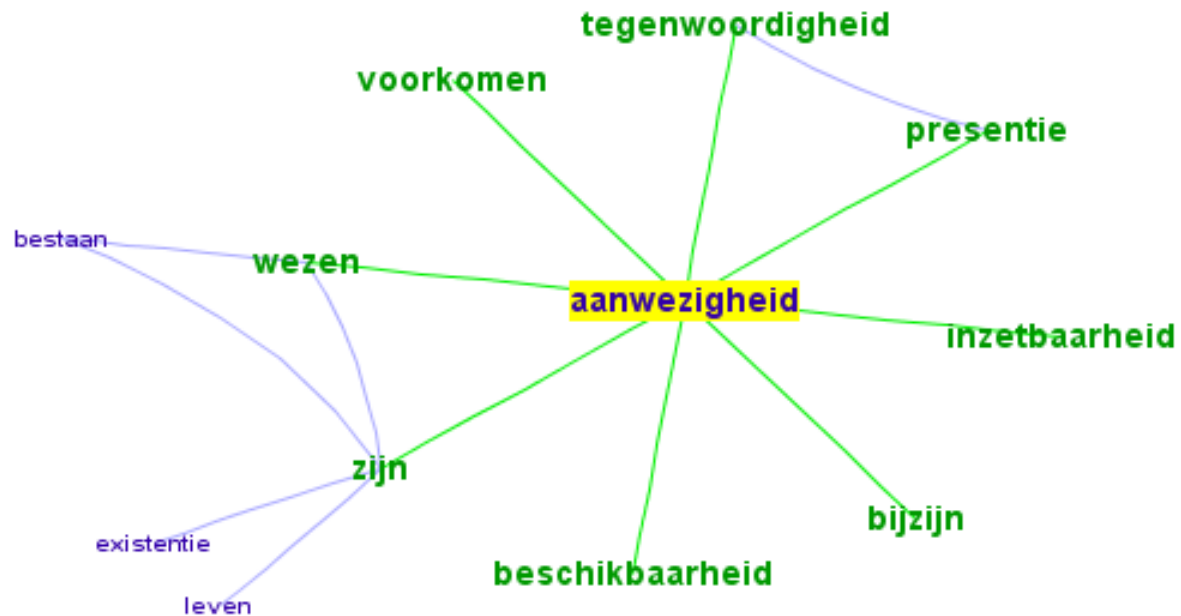 tegenwoordigheid
voorkomen
presentie
bestaan
wezen
aanwezigheid
inzetbaarheid
zijn
bijzijn
existentie
beschikbaarheid
leven